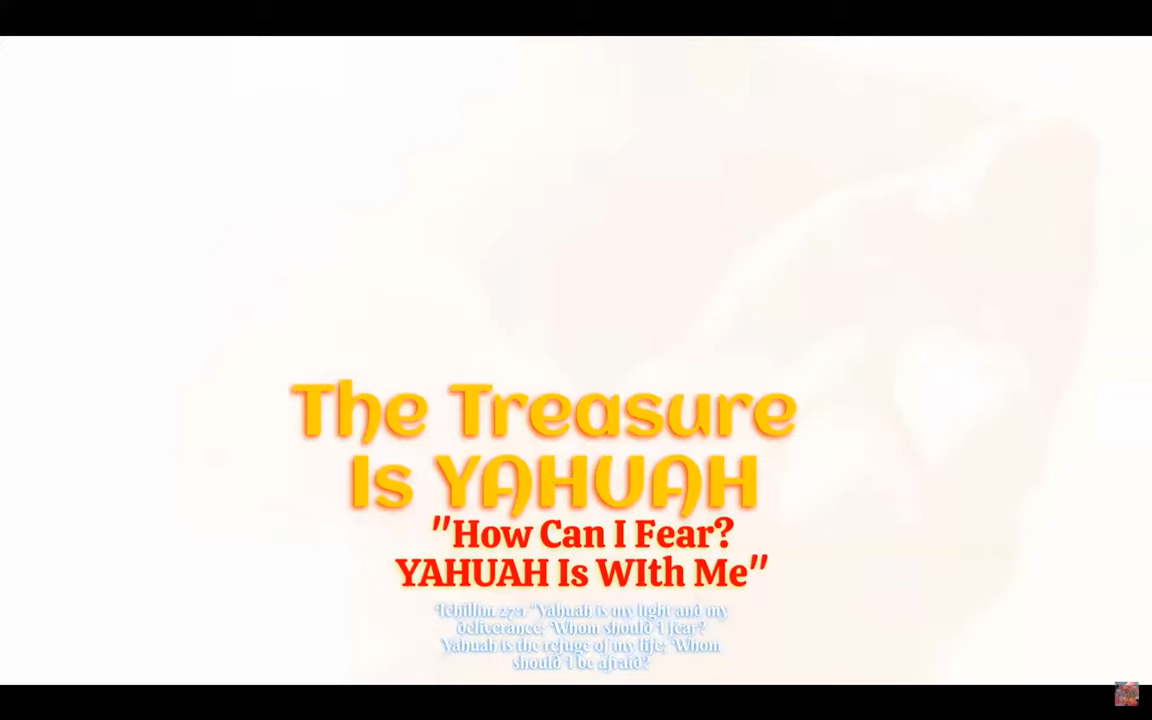 The Treasure
Is YAHUAH
"How Can I Fear?
YAHUAH Is WIth Me"
Tehillim 27:1 "Yahuah is my light and my
deliverance; Whom should I fear?
Yahuah is the refuge of my life; Whom
should I be afraid?